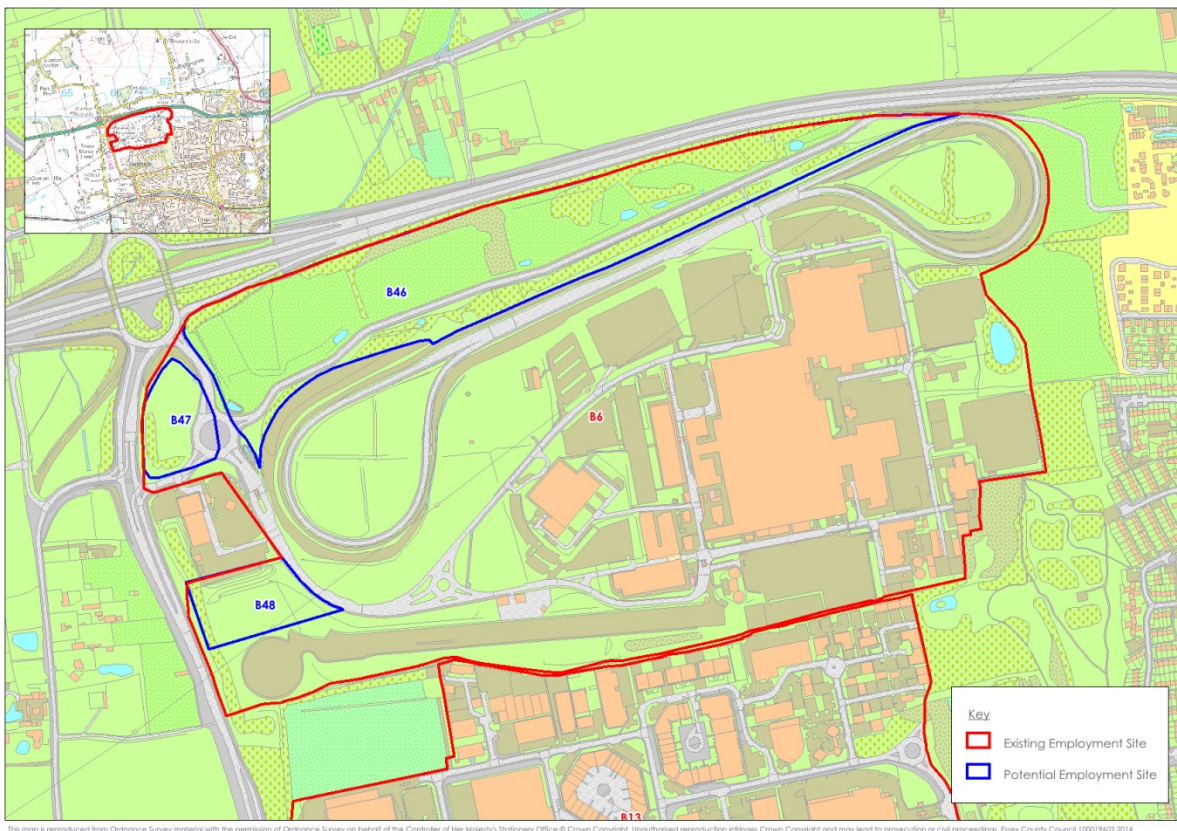 B46
B47
B6
B48
B13
Key
Existing Employment Site
Potential Employment Site
This map is reproduced from Ordnance Survey material with the permission of Ordnance Survey on behalf of the Controller of Her Majesty's Stationery Office © Crown Copyright. Unauthorised reproduction infringes Crown Copyright and may lead to prosecution or civil proceedings. Essex County Council 100019602 2016